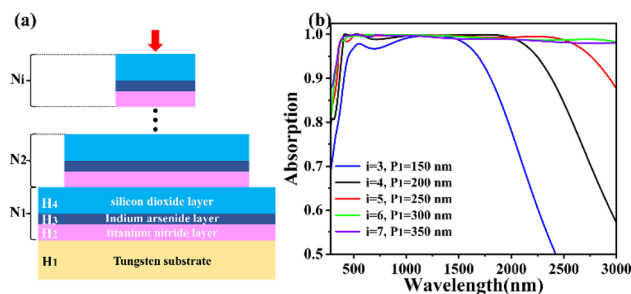 (a)
Ni
N2
N1
H4 silicon dioxide layer
H3 Indium arsenide layer
H2 titanium nitride layer
H1 Tungsten substrate
(b)
Absorption
1.0
0.9
0.8
0.7
0.6
0.5
i=3, P1=150 nm
i=4, P1=200 nm
i=5, P1=250 nm
i=6, P1=300 nm
i=7, P1=350 nm
500 1000 1500 2000 2500 3000
Wavelength(nm)